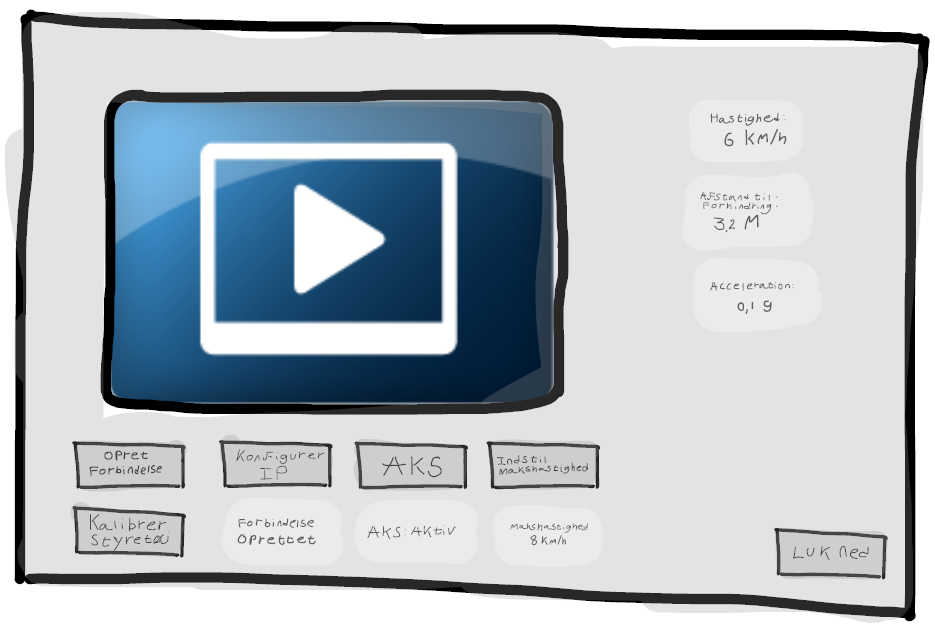 Hastighed:
6 km/h
Afstand til
Forhindring:
3,2 M
Acceleration:
0,1 g
Opret
Forbindelse
Konfigurer
IP
AKS
Indstil
Makshastighed
Kalibrer
Styretøj
Forbindelse
Oprettet
AKS: AKtiv
Makshastighed
8 km/h
Luk ned